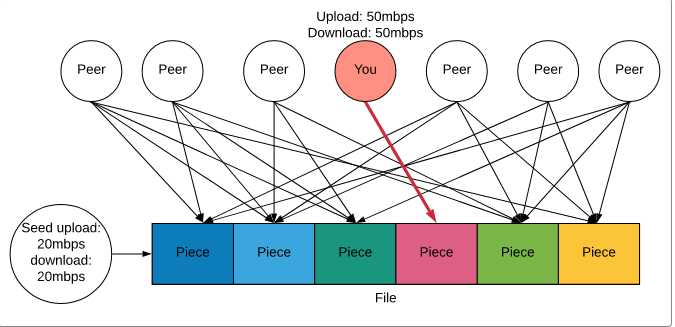 Upload: 50mbps
Download: 50mbps
Peer Peer Peer You Peer Peer Peer
Seed upload:
20mbps
download:
20mbps
Piece Piece Piece Piece Piece Piece
File